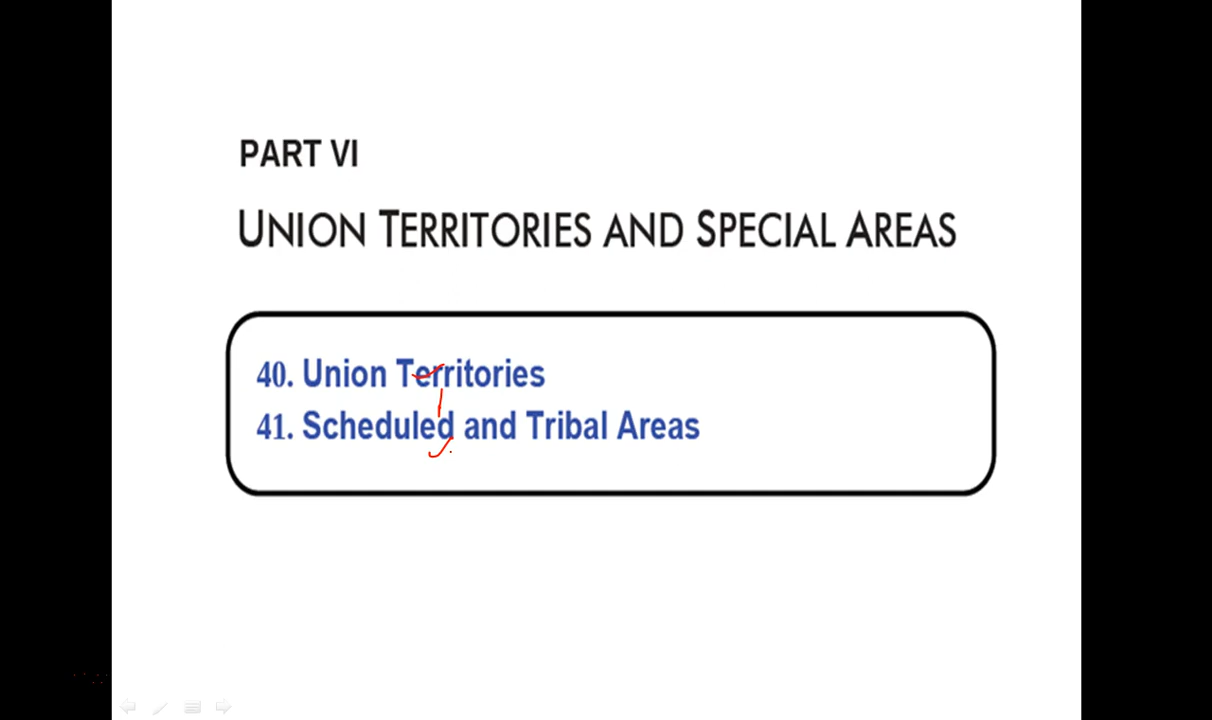 PART VI
UNION TERRITORIES AND SPECIAL AREAS
40. Union Territories
41. Scheduled and Tribal Areas